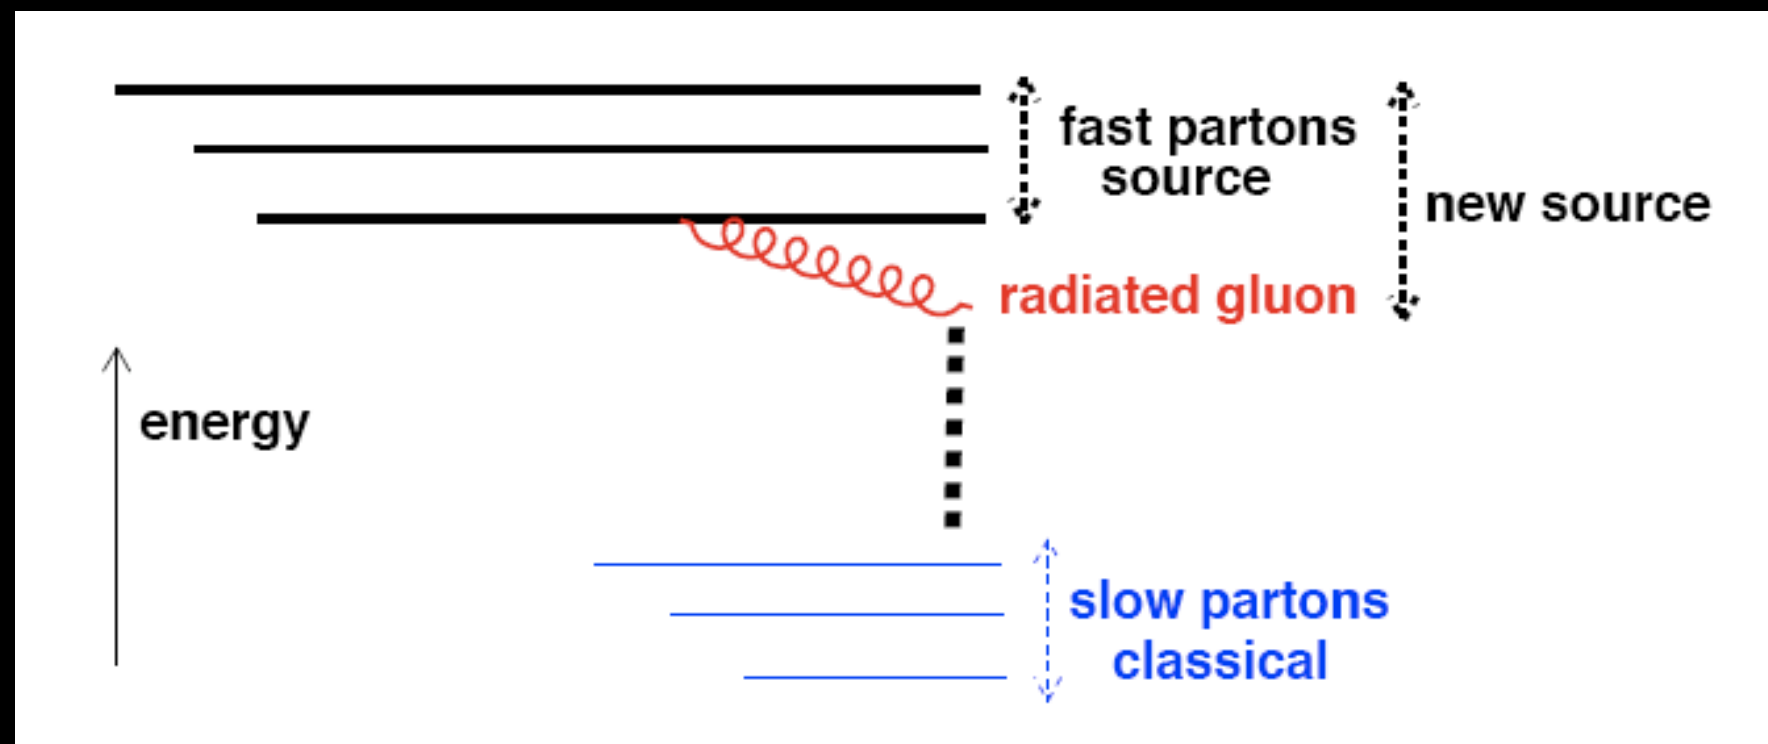 fast partons
source
new source
radiated gluon
energy
slow partons
classical